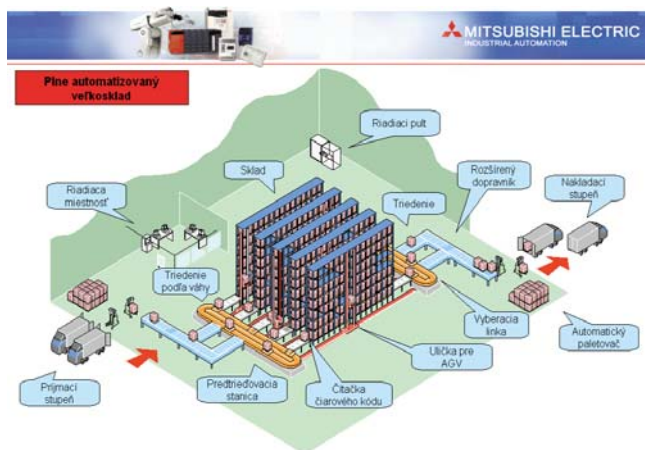 MITSUBISHI ELECTRIC
INDUSTRIAL AUTOMATION
Plne automatizovaný
veľkosklad
Riadiaci pult
Sklad
Rozšírený
dopravník
Nakladací
stupeň
Riadiaca
miestnosť
Triedenie
Triedenie
podľa váhy
Vyberacia
linka
Automatický
paletovač
Ulička pre
AGV
Príjmací
stupeň
Predtrieďovacia
stanica
Čítačka
čiarového kódu